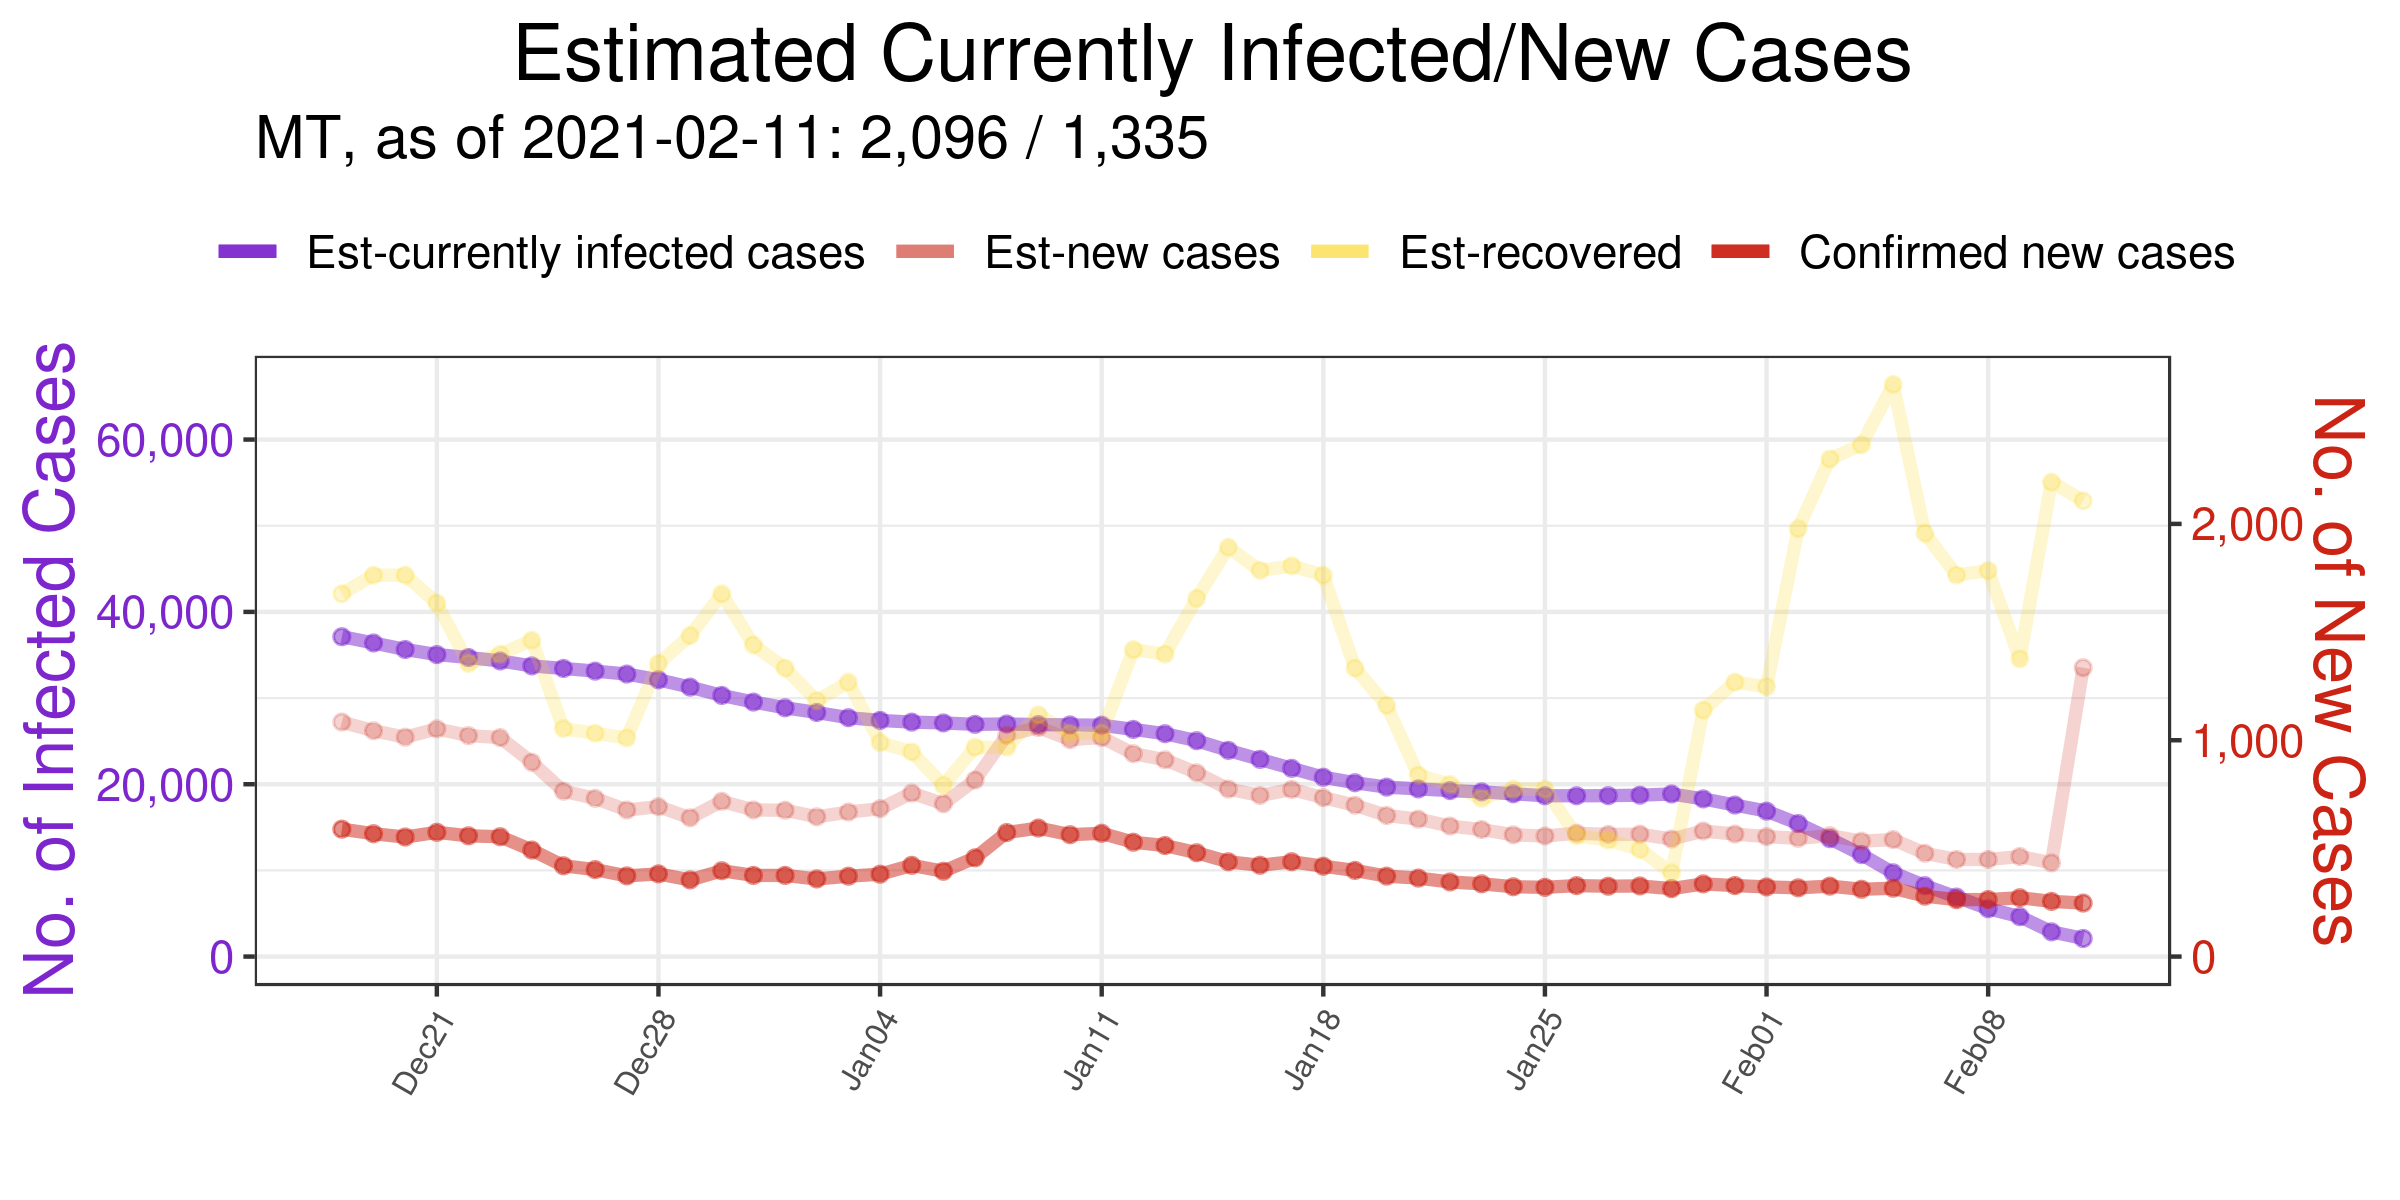 Estimated Currently Infected/New Cases
MT, as of 2021-02-11: 2,096 / 1,335
Est-currently infected cases Est-new cases Est-recovered Confirmed new cases
No. of Infected Cases
60,000
40,000
20,000
0
2,000
1,000
0
No. of New Cases
Dec21 Dec28 Jan04 Jan11 Jan18 Jan25 Feb01 Feb08